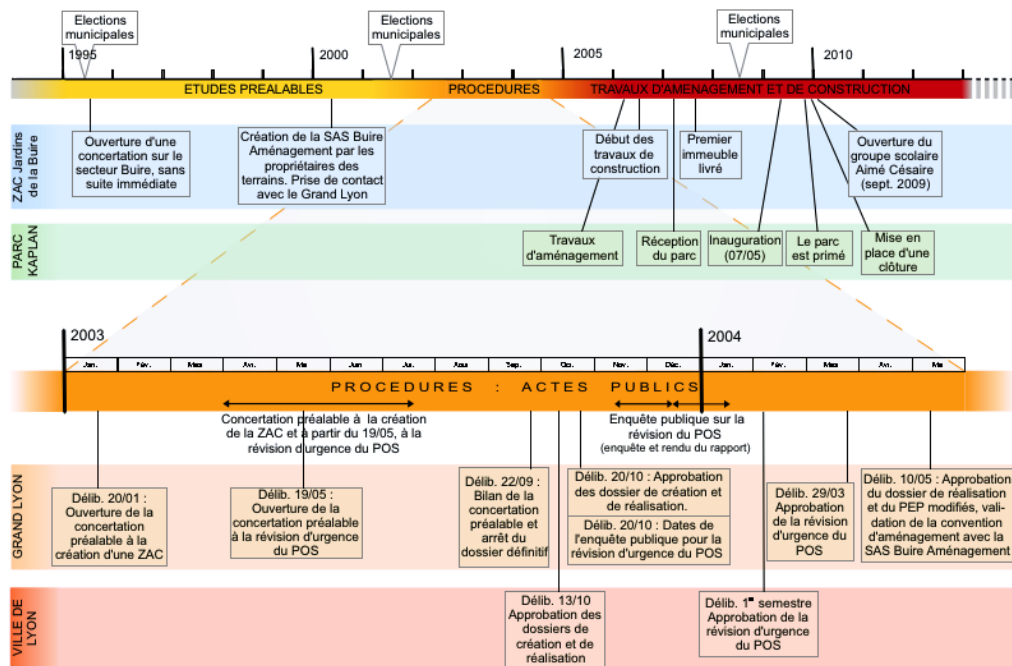 Elections
municipales
Elections
municipales
Elections
municipales
1995
2000
2005
2010
ETUDES PREALABLES
PROCEDURES
TRAVAUX D'AMENAGEMENT ET DE CONSTRUCTION
ZAC Jardins
de la Buire
Ouverture d'une
concertation sur le
secteur Buire, sans
suite immédiate
Création de la SAS Buire
Aménagement par les
propriétaires des
terrains. Prise de contact
avec le Grand Lyon
Début des
travaux de
construction
Premier
immeuble
livré
Ouverture du
groupe scolaire
Aimé Césaire
(sept. 2009)
PARC
KAPLAN
Travaux
d'aménagement
Réception
du parc
Inauguration
(07/05)
Le parc
est primé
Mise en
place d'une
clôture
2003
2004
Jan.
Fév.
Mas
Avr.
Ma
Jun
Jul.
Aou
Sep.
Oct.
Nov.
Déc.
Jan.
Fév.
Mas
Avr.
Ma
PROCEDURES : ACTES PUBLICS
Concertation préalable à la création
de la ZAC et à partir du 19/05, à la
révision d'urgence du POS
Enquête publique sur la
révision du POS
(enquête et rendu du rapport)
GRAND LYON
Délib. 20/01 :
Ouverture de la
concertation
préalable à la
création d'une ZAC
Délib. 19/05 :
Ouverture de la
concertation préalable
à la révision d'urgence
du POS
Délib. 22/09 :
Bilan de la
concertation
préalable et
arrêt du
dossier définitif
Délib. 20/10 : Approbation
des dossier de création et de
réalisation.
Délib. 20/10 : Dates de
l'enquête publique pour la
révision d'urgence du POS
Délib. 29/03
Approbation
de la révision
d'urgence du
POS
Délib. 10/05 : Approbation
du dossier de réalisation
et du PEP modifiés, vali-
dation de la convention
d'aménagement avec la
SAS Buire Aménagement
VILLE DE
LYON
Délib. 13/10
Approbation des
dossiers de
création et de
réalisation
Délib. 1er semestre
Approbation de la
révision d'urgence
du POS